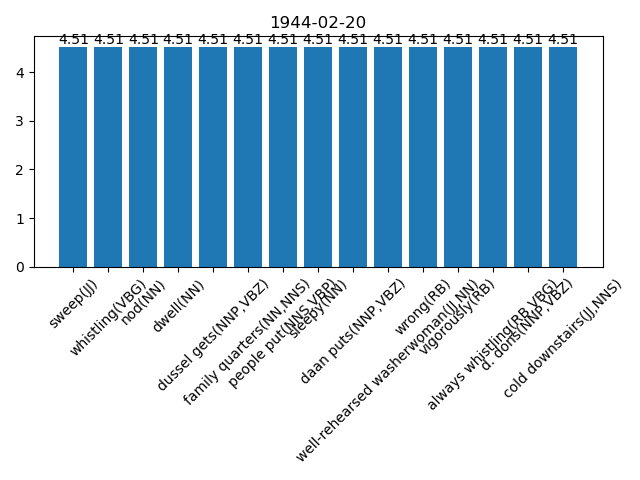 1944-02-20
4.51 4.51 4.51 4.51 4.51 4.51 4.51 4.51 4.51 4.51 4.51 4.51 4.51 4.51 4.51
4
3
2
1
0
sweep(JJ)
whistling(VBG)
nod(NN)
dwell(NN)
dussel gets(NNP,VBZ)
family quarters(NN,NNS)
people put(NNS,VBP)
sleepy(NN)
daan puts(NNP,VBZ)
wrong(RB)
well-rehearsed washerwoman(JJ,NN)
vigorously(RB)
always whistling(RB,VBG)
d. dons(NNP,VBZ)
cold downstairs(JJ,NNS)